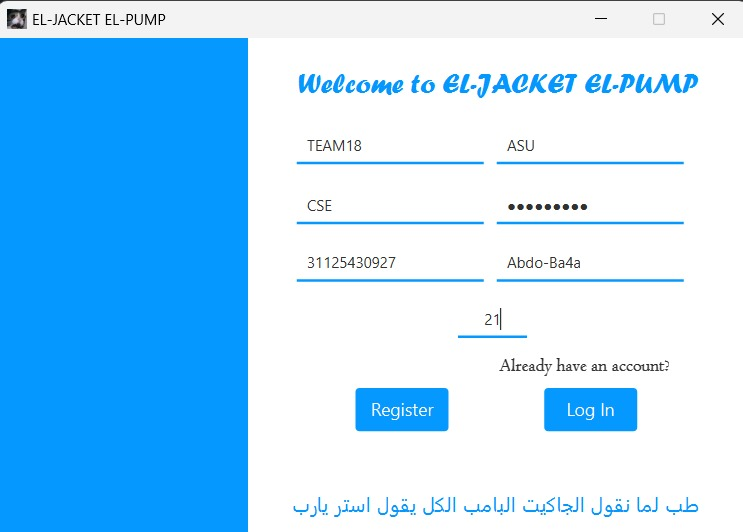 EL-JACKET EL-PUMP
Welcome to EL-JACKET EL-PUMP
TEAM18 ASU
CSE •••••••••
31125430927 Abdo-Ba4a
21
Already have an account?
Register Log In
طب لما نقول الجاكيت البامب الكل يقول استر يارب